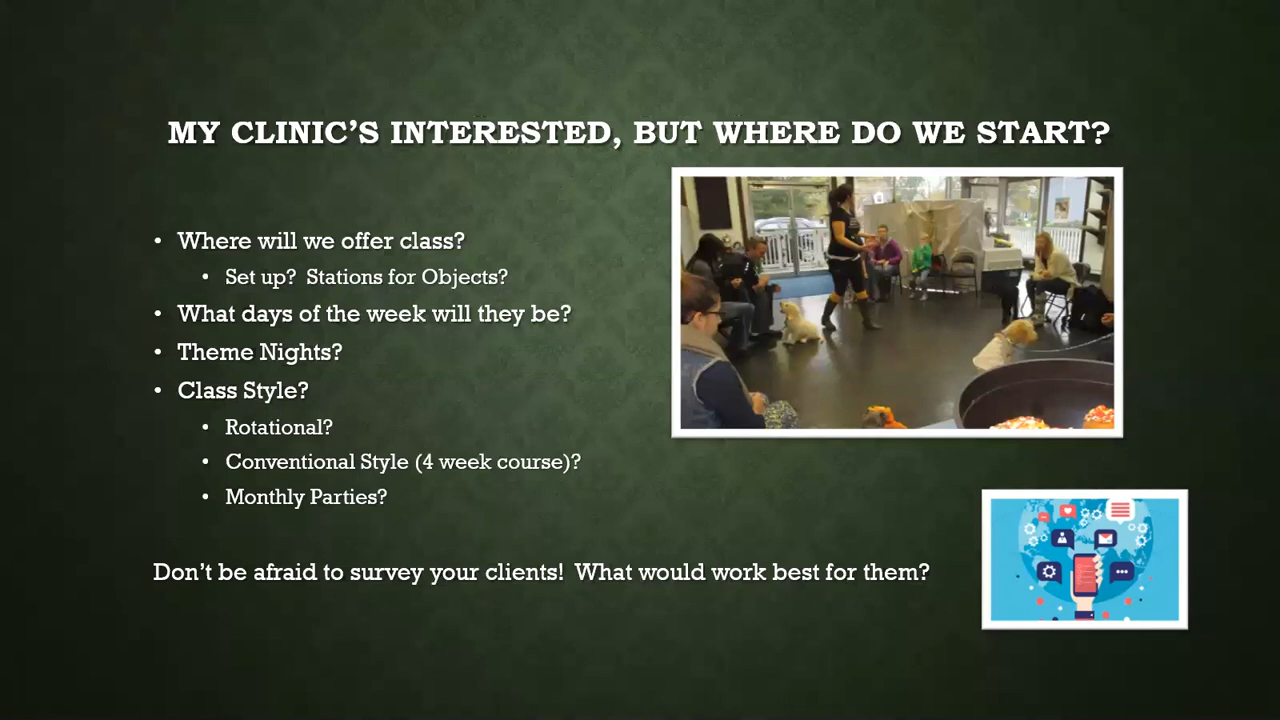 MY CLINIC’S INTERESTED, BUT WHERE DO WE START?
• Where will we offer class?
• Set up?  Stations for Objects?
• What days of the week will they be?
• Theme Nights?
• Class Style?
• Rotational?
• Conventional Style (4 week course)?
• Monthly Parties?
Don’t be afraid to survey your clients!  What would work best for them?